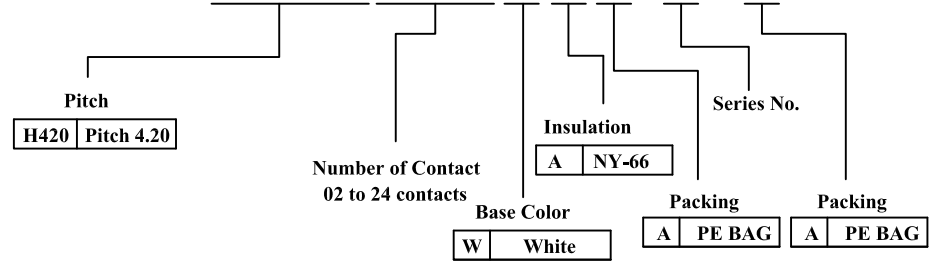 Pitch
H420 Pitch 4.20
Number of Contact
02 to 24 contacts
Base Color
W White
Insulation
A NY-66
Series No.
Packing
A PE BAG
Packing
A PE BAG